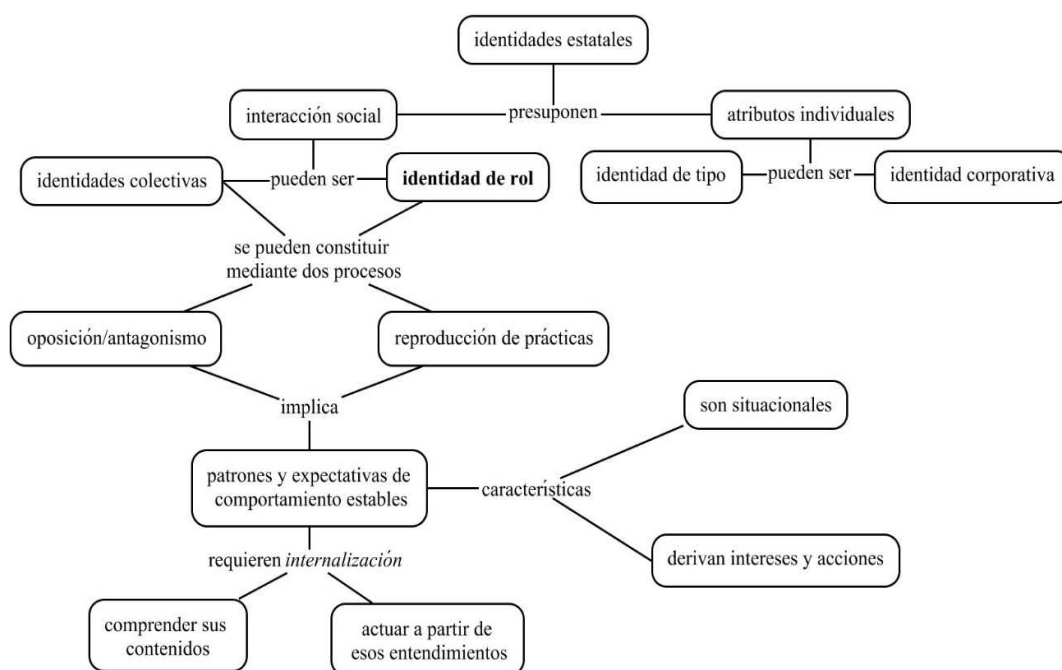 identidades estatales
interacción social
presuponen
atributos individuales
identidades colectivas
pueden ser
identidad de rol
identidad de tipo
pueden ser
identidad corporativa
se pueden constituir
mediante dos procesos
oposición/antagonismo
reproducción de prácticas
implica
son situacionales
patrones y expectativas de
comportamiento estables
características
requieren internalización
derivan intereses y acciones
comprender sus
contenidos
actuar a partir de
esos entendimientos